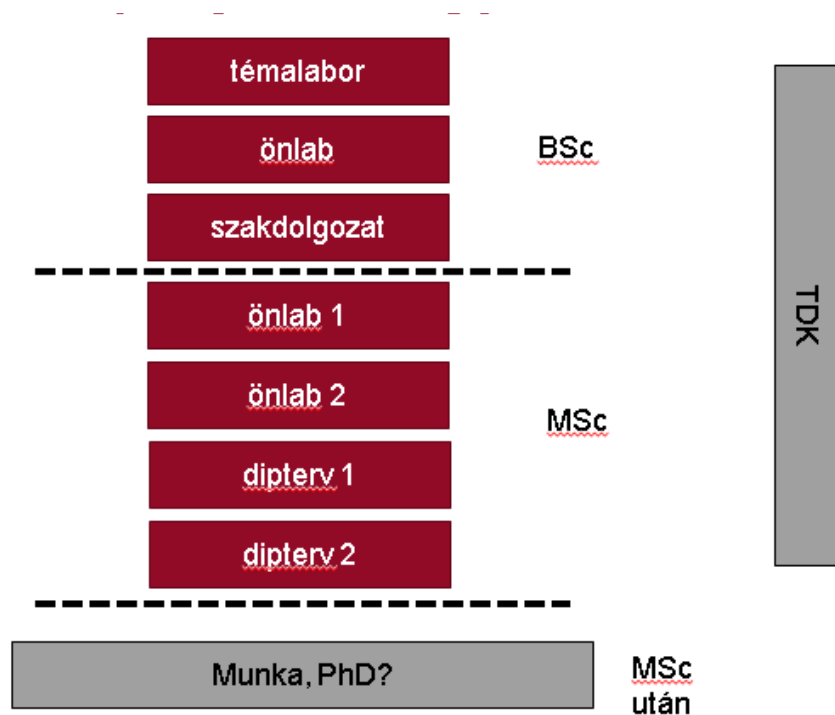 témalabor
önlab
BSc
szakdolgozat
önlab 1
önlab 2
MSc
dipterv 1
dipterv 2
TDK
Munka, PhD?
MSc
után